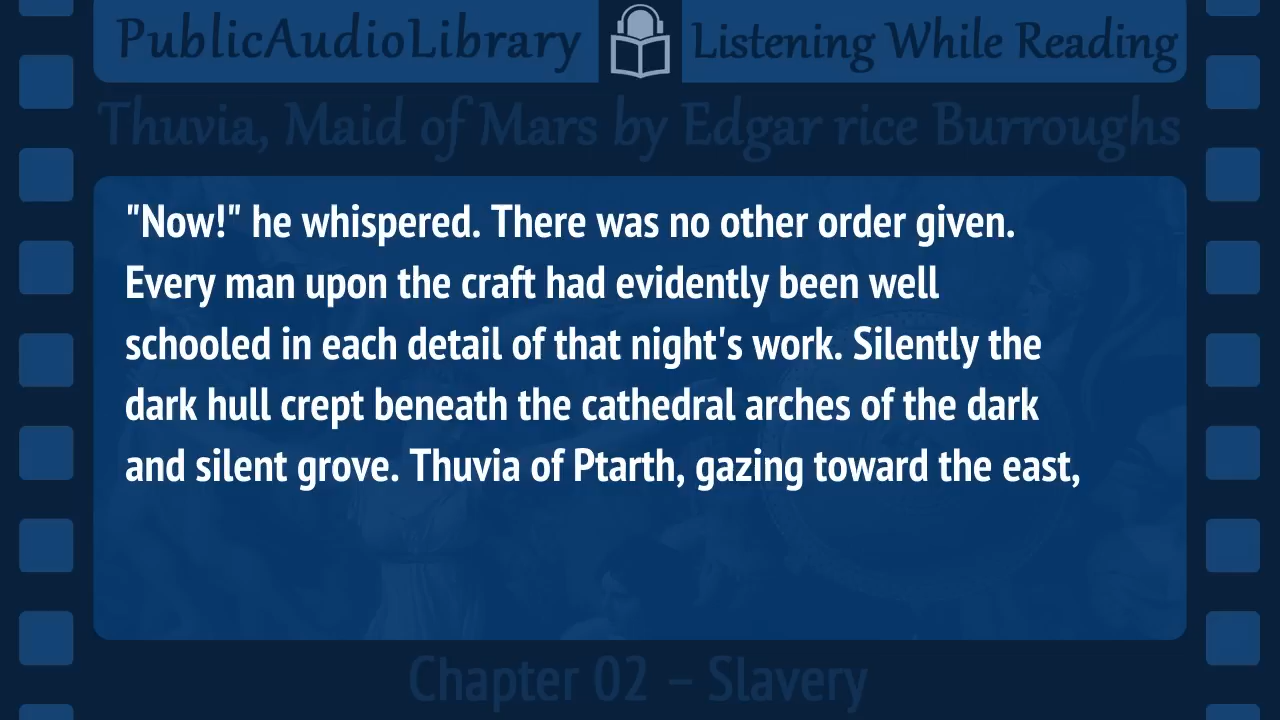 PublicAudioLibrary
Listening While Reading
Thuvia, Maid of Mars by Edgar rice Burroughs
"Now!" he whispered. There was no other order given.
Every man upon the craft had evidently been well
schooled in each detail of that night's work. Silently the
dark hull crept beneath the cathedral arches of the dark
and silent grove. Thuvia of Ptarth, gazing toward the east,
Chapter 02 – Slavery